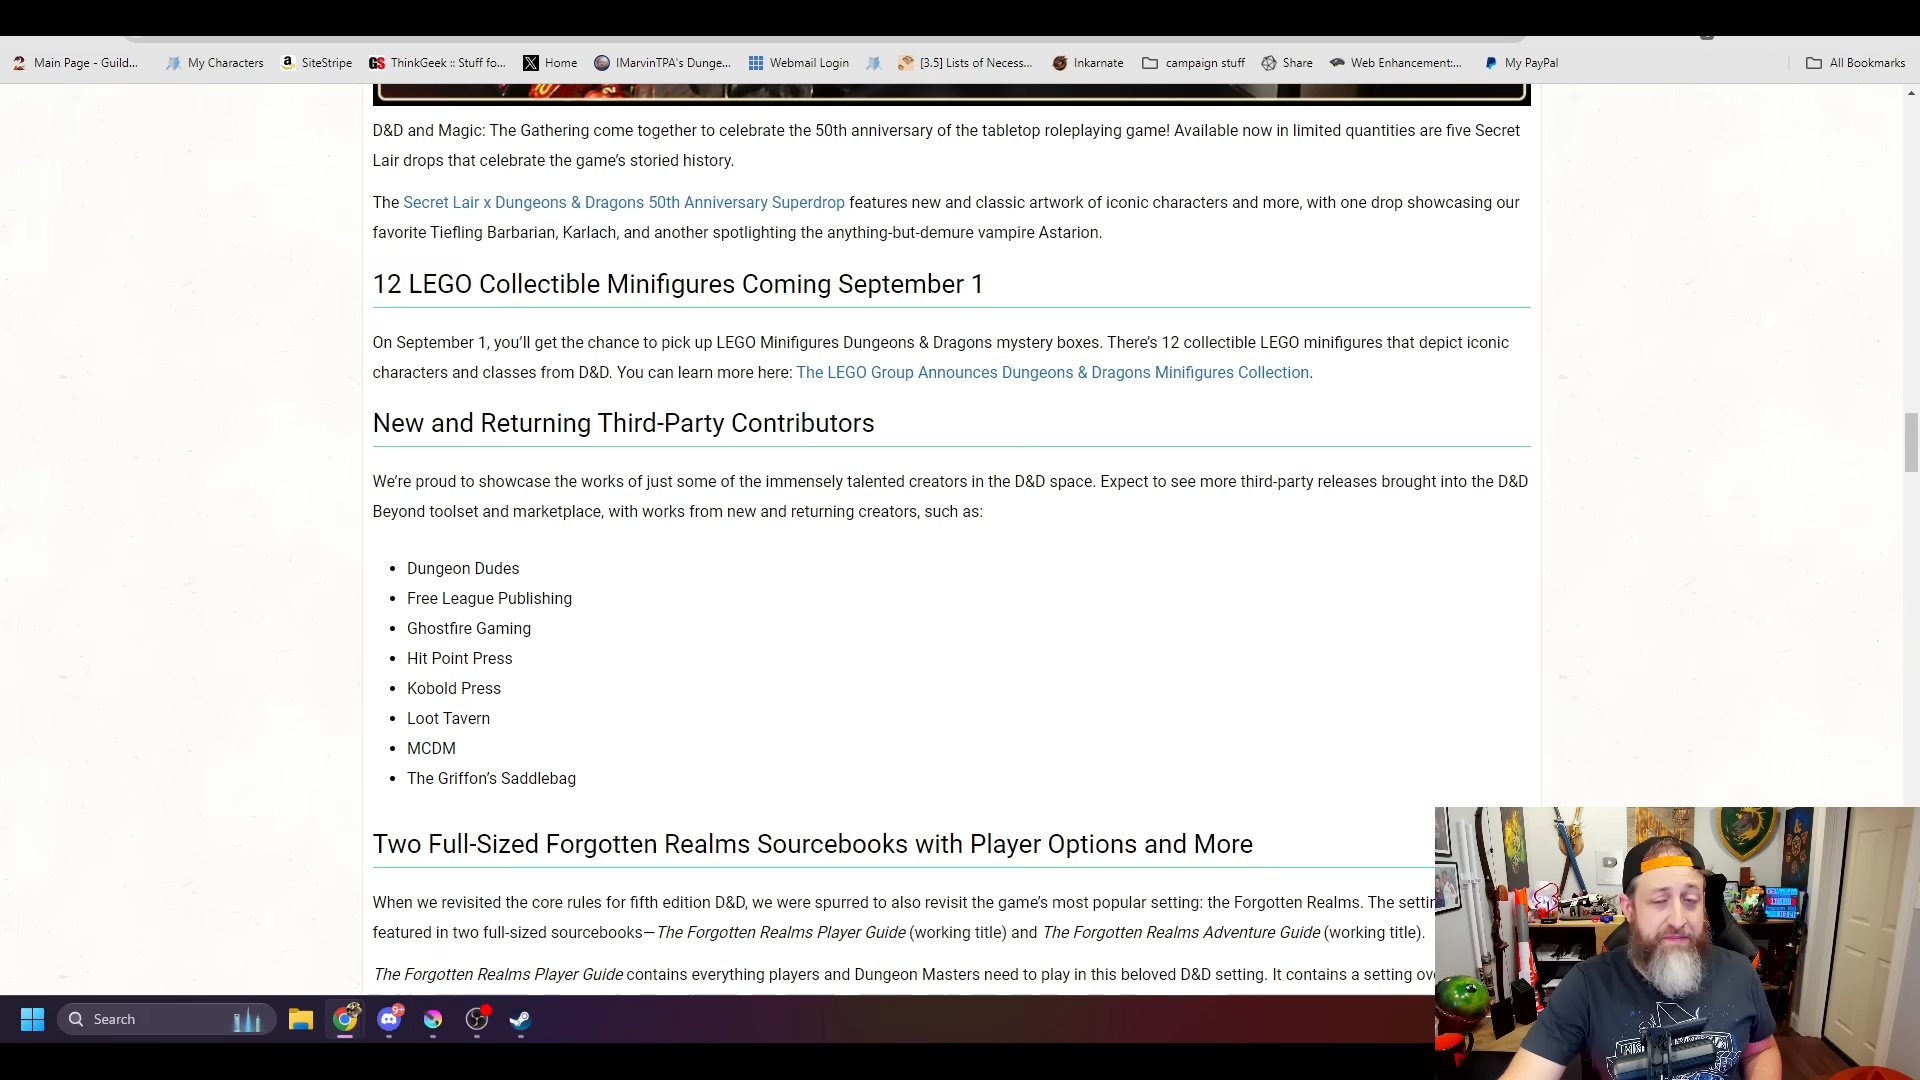 Main Page - Guild...
My Characters
SiteStripe
GS ThinkGeek :: Stuff fo...
Home
IMarvinTPA's Dunge...
Webmail Login
[3.5] Lists of Necess...
Inkarnate
campaign stuff
Share
Web Enhancement:...
My PayPal
All Bookmarks
D&D and Magic: The Gathering come together to celebrate the 50th anniversary of the tabletop roleplaying game! Available now in limited quantities are five Secret
Lair drops that celebrate the game's storied history.
The Secret Lair x Dungeons & Dragons 50th Anniversary Superdrop features new and classic artwork of iconic characters and more, with one drop showcasing our
favorite Tiefling Barbarian, Karlach, and another spotlighting the anything-but-demure vampire Astarion.
12 LEGO Collectible Minifigures Coming September 1
On September 1, you'll get the chance to pick up LEGO Minifigures Dungeons & Dragons mystery boxes. There's 12 collectible LEGO minifigures that depict iconic
characters and classes from D&D. You can learn more here: The LEGO Group Announces Dungeons & Dragons Minifigures Collection.
New and Returning Third-Party Contributors
We're proud to showcase the works of just some of the immensely talented creators in the D&D space. Expect to see more third-party releases brought into the D&D
Beyond toolset and marketplace, with works from new and returning creators, such as:
• Dungeon Dudes
• Free League Publishing
• Ghostfire Gaming
• Hit Point Press
• Kobold Press
• Loot Tavern
• MCDM
• The Griffon's Saddlebag
Two Full-Sized Forgotten Realms Sourcebooks with Player Options and More
When we revisited the core rules for fifth edition D&D, we were spurred to also revisit the game's most popular setting: the Forgotten Realms. The
featured in two full-sized sourcebooks—The Forgotten Realms Player Guide (working title) and The Forgotten Realms Adventure Guide (working title).
The Forgotten Realms Player Guide contains everything players and Dungeon Masters need to play in this beloved D&D setting. It contains a setting
Search
9+